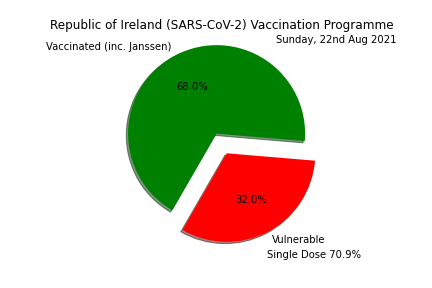 Republic of Ireland (SARS-CoV-2) Vaccination Programme
Sunday, 22nd Aug 2021
Vaccinated (inc. Janssen)
68.0%
32.0%
Vulnerable
Single Dose 70.9%